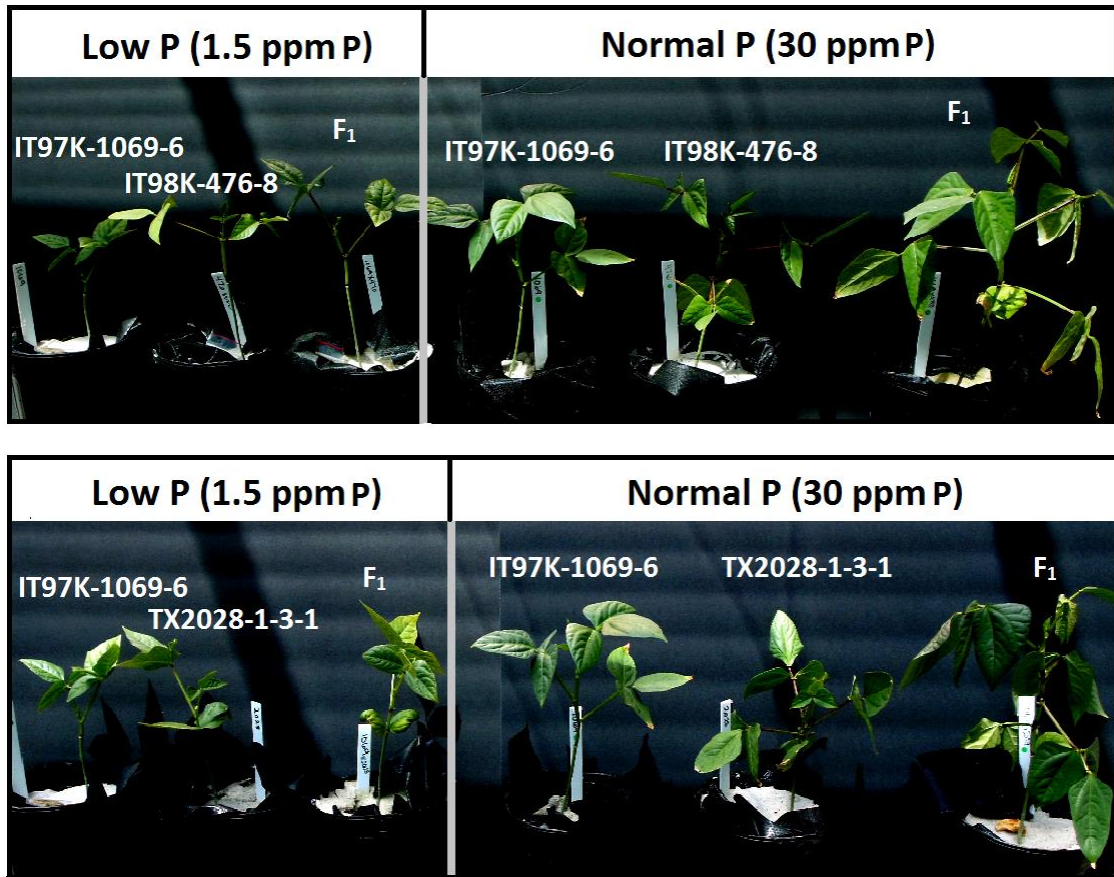 Low P (1.5 ppm P)
Normal P (30 ppm P)
IT97K-1069-6
IT98K-476-8
F1
IT97K-1069-6
IT98K-476-8
F1
Low P (1.5 ppm P)
Normal P (30 ppm P)
IT97K-1069-6
TX2028-1-3-1
F1
IT97K-1069-6
TX2028-1-3-1
F1